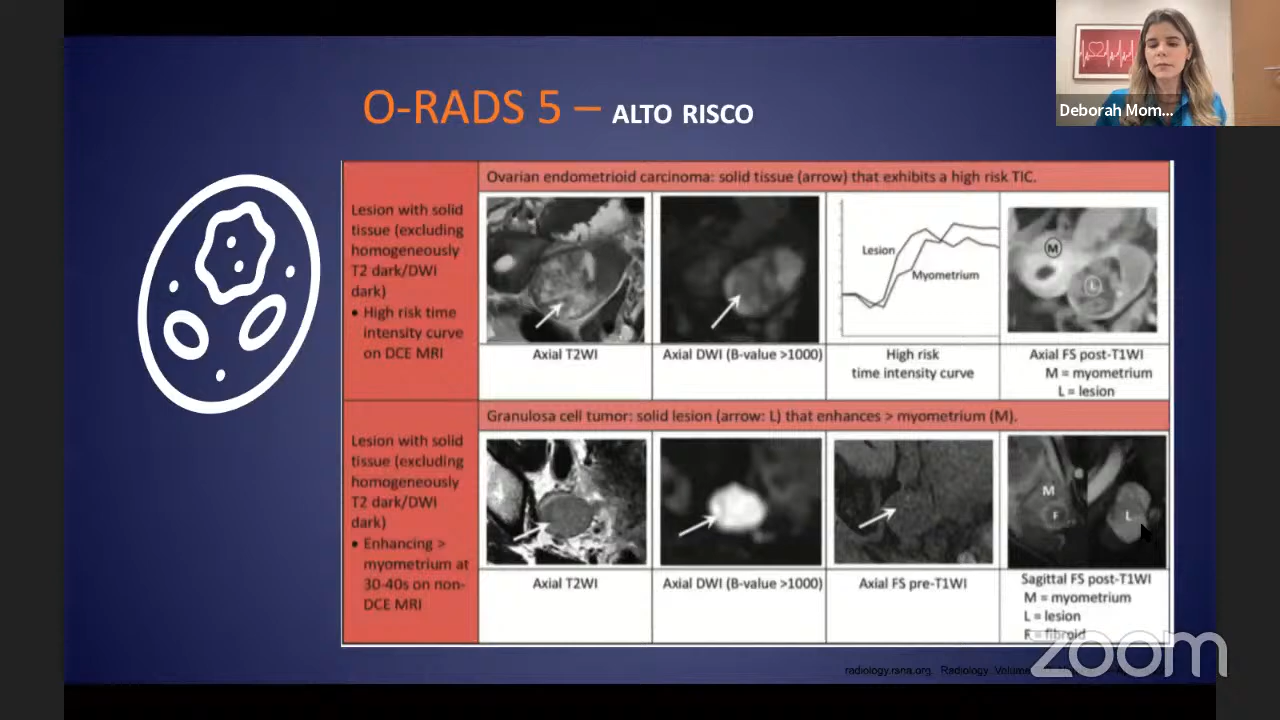 Deborah Mom...
O-RADS 5 – ALTO RISCO
Ovarian endometrioid carcinoma: solid tissue (arrow) that exhibits a high risk TIC.
Lesion with solid
tissue (excluding
homogeneously
T2 dark/DWI
dark)
• High risk time
intensity curve
on DCE MRI
Lesion
Myometrium
M
L
Axial T2WI
Axial DWI (B-value >1000)
High risk
time intensity curve
Axial FS post-T1WI
M = myometrium
L = lesion
Granulosa cell tumor: solid lesion (arrow: L) that enhances > myometrium (M).
Lesion with solid
tissue (excluding
homogeneously
T2 dark/DWI
dark)
• Enhancing >
myometrium at
30-40s on non-
DCE MRI
M
F
L
Axial T2WI
Axial DWI (B-value >1000)
Axial FS pre-T1WI
Sagittal FS post-T1WI
M = myometrium
L = lesion
F = fibroid
radiology.rsna.org. Radiology. Volume
zoom